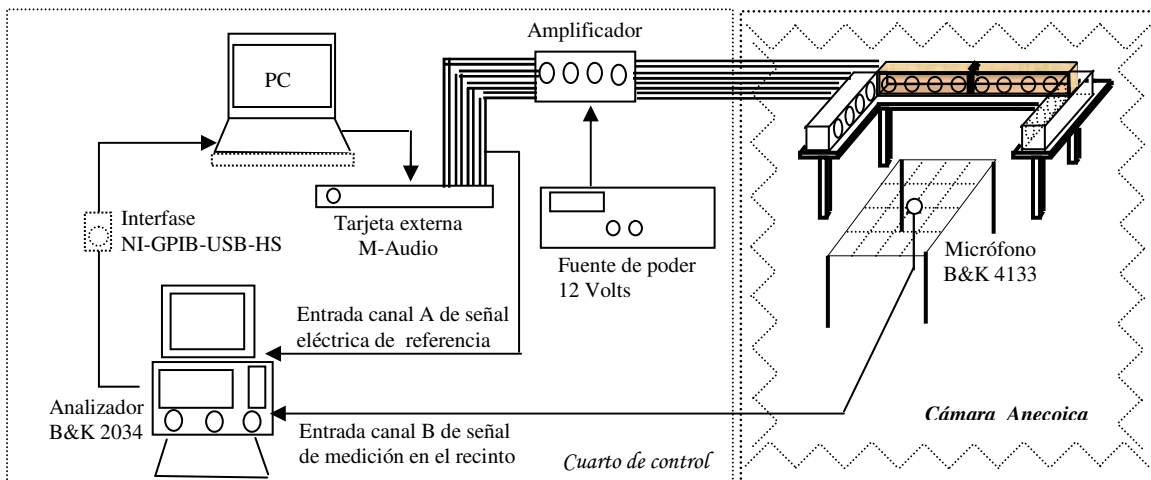 Amplificador
PC
Interfase
NI-GPIB-USB-HS
Tarjeta externa
M-Audio
Fuente de poder
12 Volts
Micrófono
B&K 4133
Entrada canal A de señal
eléctrica de referencia
Analizador
B&K 2034
Entrada canal B de señal
de medición en el recinto
Cuarto de control
Cámara Anecoica